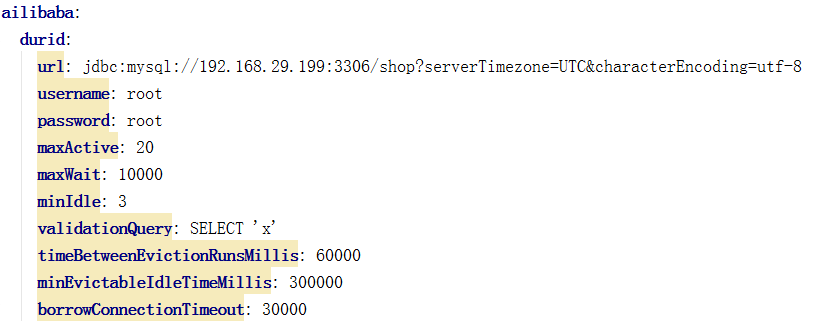 ailibaba:
durid:
url: jdbc:mysql://192.168.29.199:3306/shop?serverTimezone=UTC&characterEncoding=utf-8
username: root
password: root
maxActive: 20
maxWait: 10000
minIdle: 3
validationQuery: SELECT 'x'
timeBetweenEvictionRunsMillis: 60000
minEvictableIdleTimeMillis: 300000
borrowConnectionTimeout: 30000